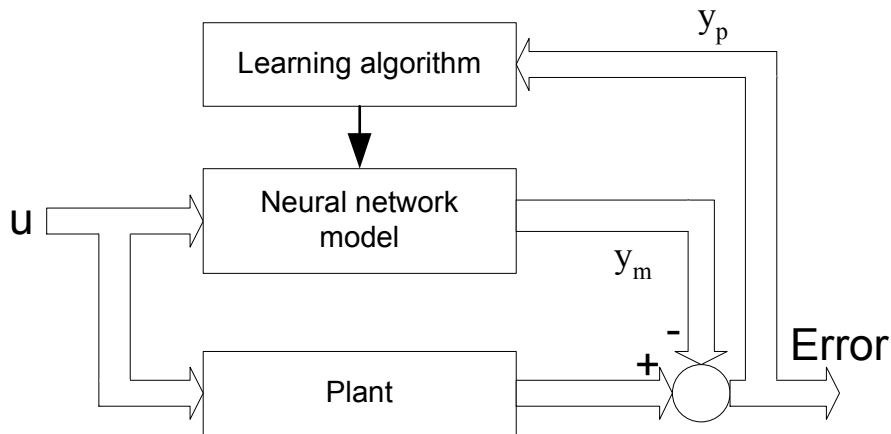 y_p
Learning algorithm
Neural network
model
u
y_m
-
Error
+
Plant